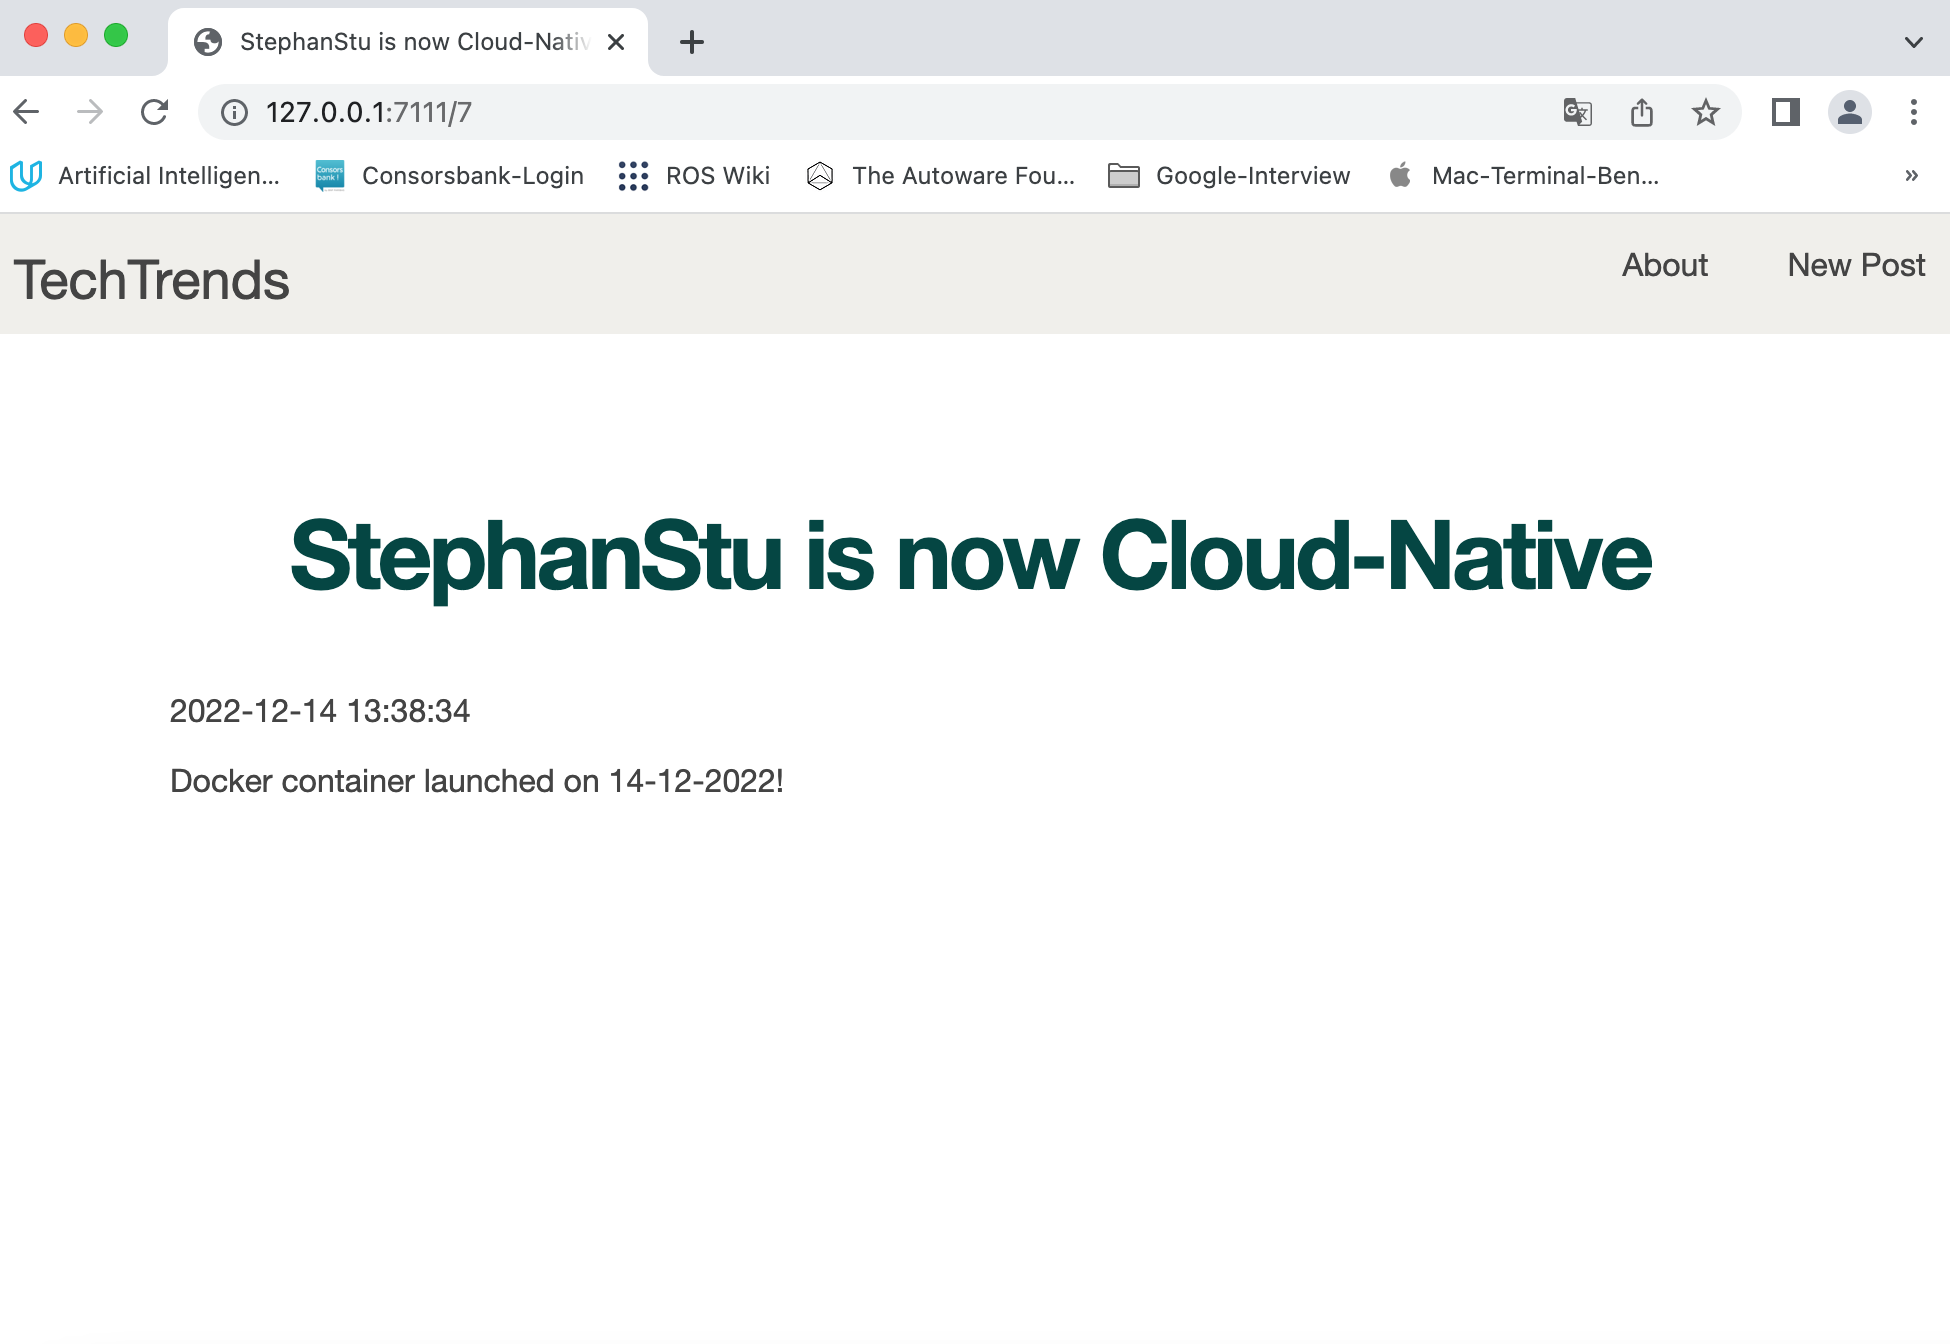 StephanStu is now Cloud-Nativ
127.0.0.1:7111/7
Artificial Intelligen... Consors bank! Consorsbank-Login ROS Wiki The Autoware Fou... Google-Interview Mac-Terminal-Ben... »
TechTrends About New Post
StephanStu is now Cloud-Native
2022-12-14 13:38:34
Docker container launched on 14-12-2022!